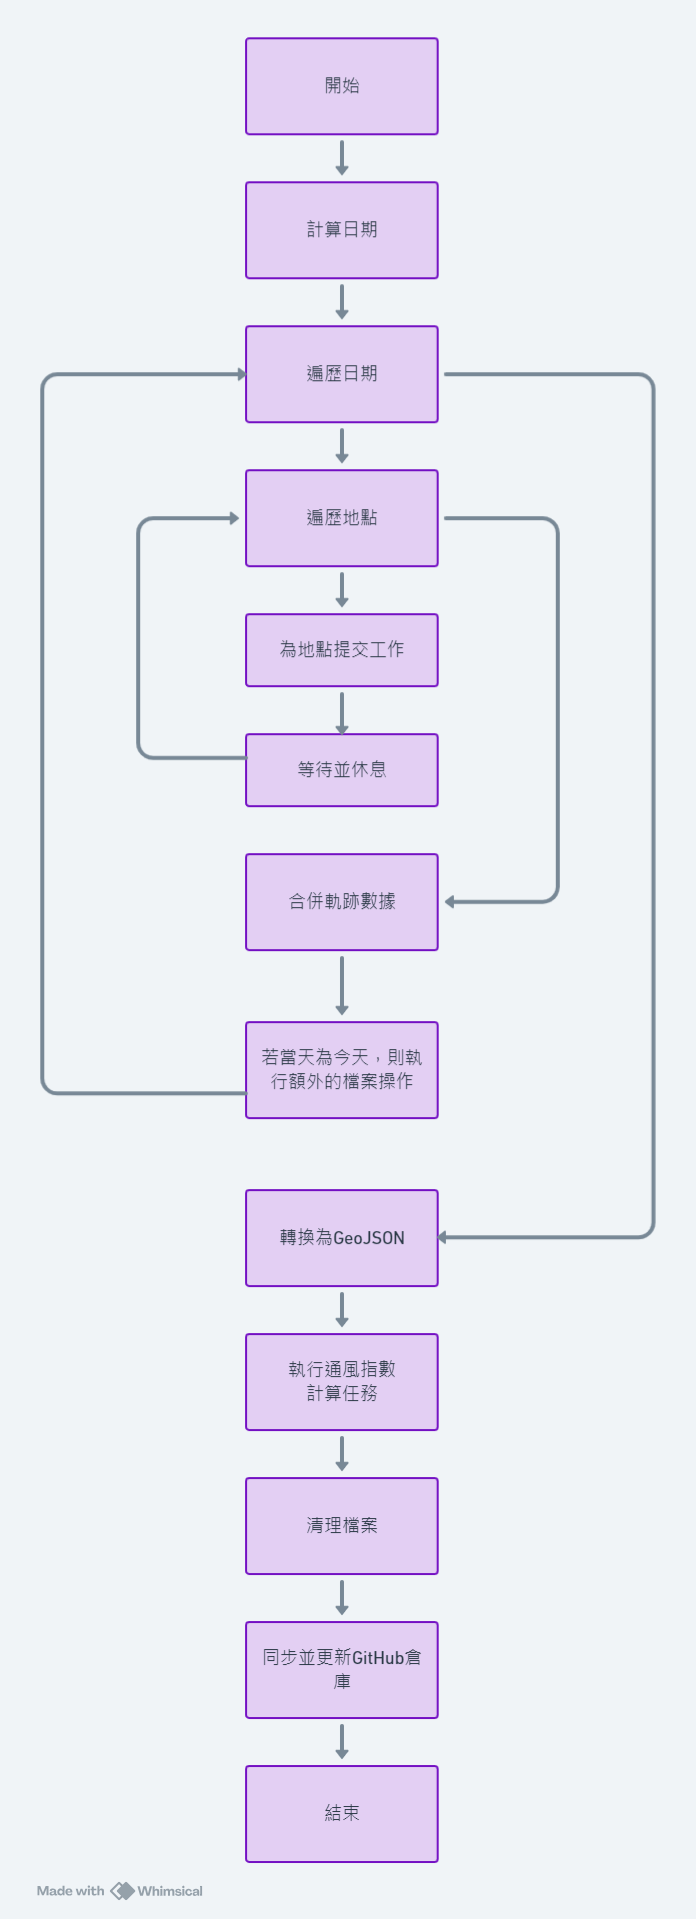 開始
計算日期
遍歷日期
遍歷地點
為地點提交工作
等待並休息
合併軌跡數據
若當天為今天，則執
行額外的檔案操作
轉換為GeoJSON
執行通風指數
計算任務
清理檔案
同步並更新GitHub倉
庫
結束
Made with Whimsical